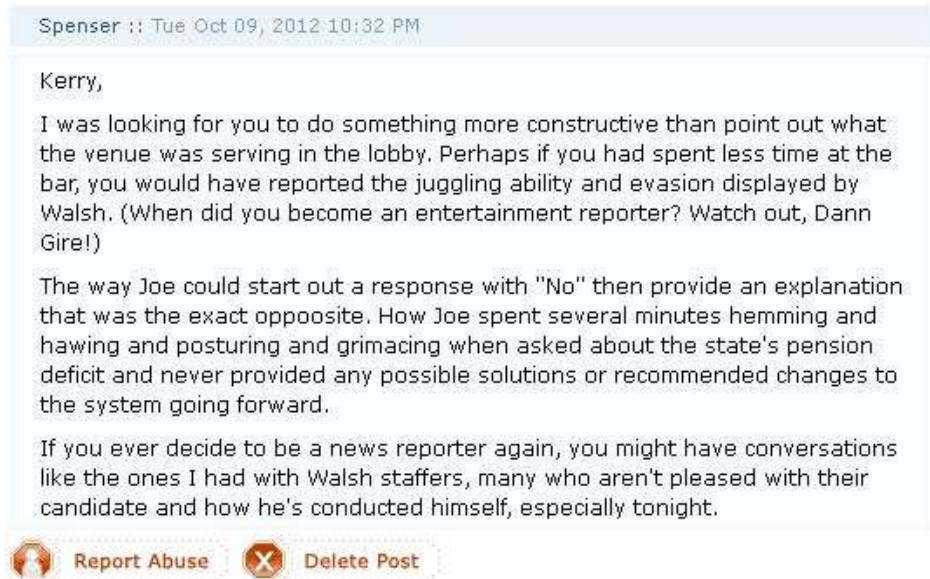 Spenser :: Tue Oct 09, 2012 10:32 PM
Kerry,
I was looking for you to do something more constructive than point out what
the venue was serving in the lobby. Perhaps if you had spent less time at the
bar, you would have reported the juggling ability and evasion displayed by
Walsh. (When did you become an entertainment reporter? Watch out, Dann
Gire!)
The way Joe could start out a response with "No" then provide an explanation
that was the exact oppoosite. How Joe spent several minutes hemming and
hawing and posturing and grimacing when asked about the state's pension
deficit and never provided any possible solutions or recommended changes to
the system going forward.
If you ever decide to be a news reporter again, you might have conversations
like the ones I had with Walsh staffers, many who aren't pleased with their
candidate and how he's conducted himself, especially tonight.
Report Abuse Delete Post